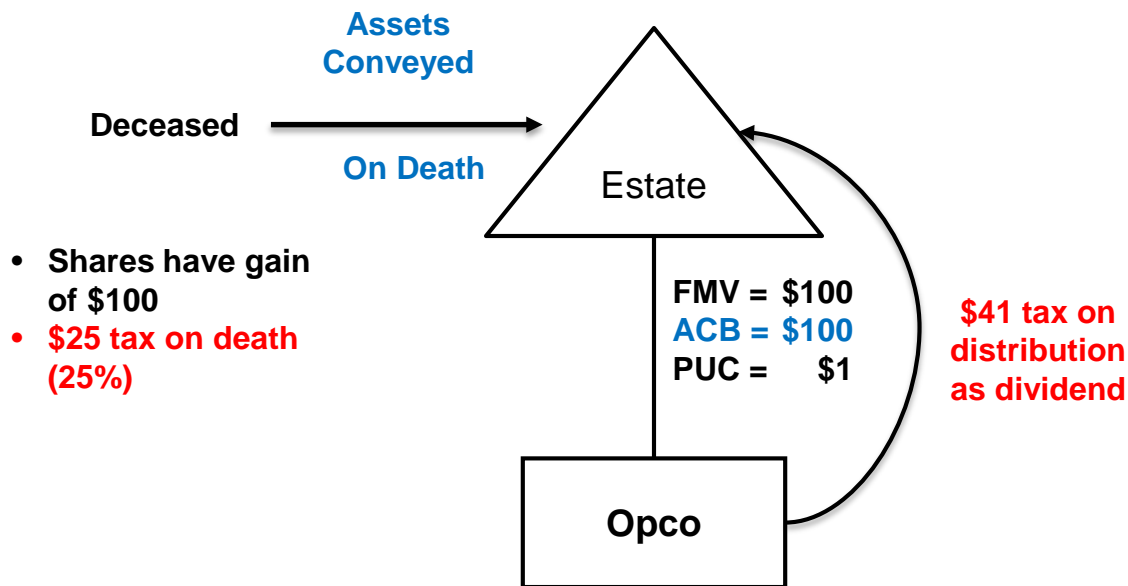 Assets
Conveyed
Deceased
On Death
Estate
• Shares have gain
of $100
• $25 tax on death
(25%)
FMV = $100
ACB = $100
PUC = $1
$41 tax on
distribution
as dividend
Opco